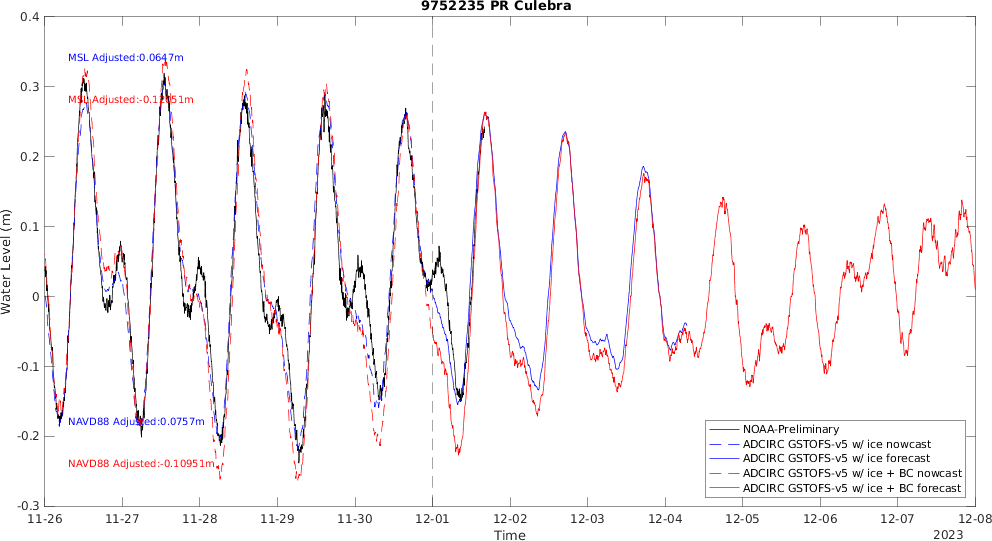 9752235 PR Culebra
0.4
0.3
0.2
0.1
0
-0.1
-0.2
-0.3
Water Level (m)
MSL Adjusted:0.0647m
NAVD88 Adjusted:0.0757m
NAVD88 Adjusted:-0.10951m
NOAA-Preliminary
ADCIRC GSTOFS-v5 w/ ice nowcast
ADCIRC GSTOFS-v5 w/ ice forecast
ADCIRC GSTOFS-v5 w/ ice + BC nowcast
ADCIRC GSTOFS-v5 w/ ice + BC forecast
11-26 11-27 11-28 11-29 11-30 12-01 12-02 12-03 12-04 12-05 12-06 12-07 12-08
Time
2023